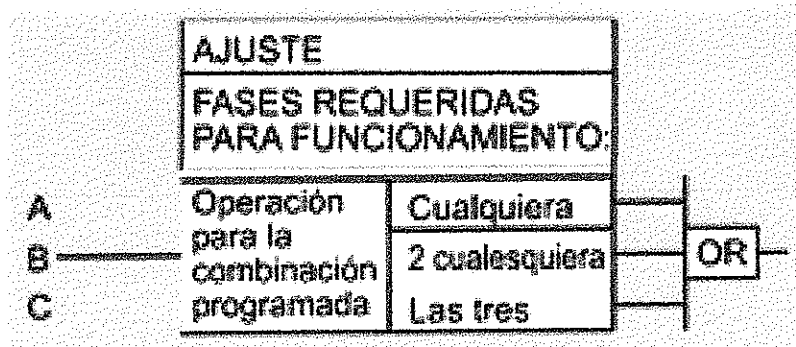 AJUSTE
FASES REQUERIDAS
PARA FUNCIONAMIENTO:
A
B
C
Operación
para la
combinación
programada
Cualquiera
2 cualesquiera
Las tres
OR